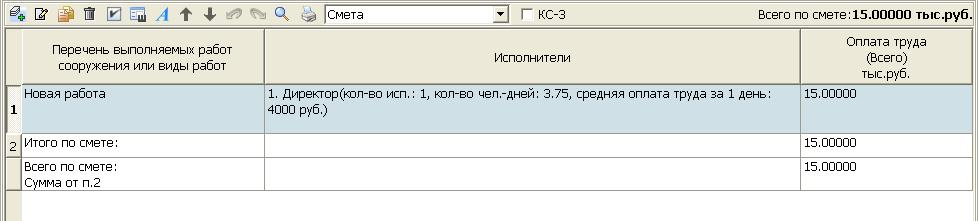 Смета
КС-3
Всего по смете:15.00000 тыс.руб.
Перечень выполняемых работ
сооружения или виды работ
Исполнители
Оплата труда
(Всего)
тыс.руб.
1
Новая работа
1. Директор(кол-во исп.: 1, кол-во чел.-дней: 3.75, средняя оплата труда за 1 день:
4000 руб.)
15.00000
2
Итого по смете:
15.00000
Всего по смете:
Сумма от п.2
15.00000